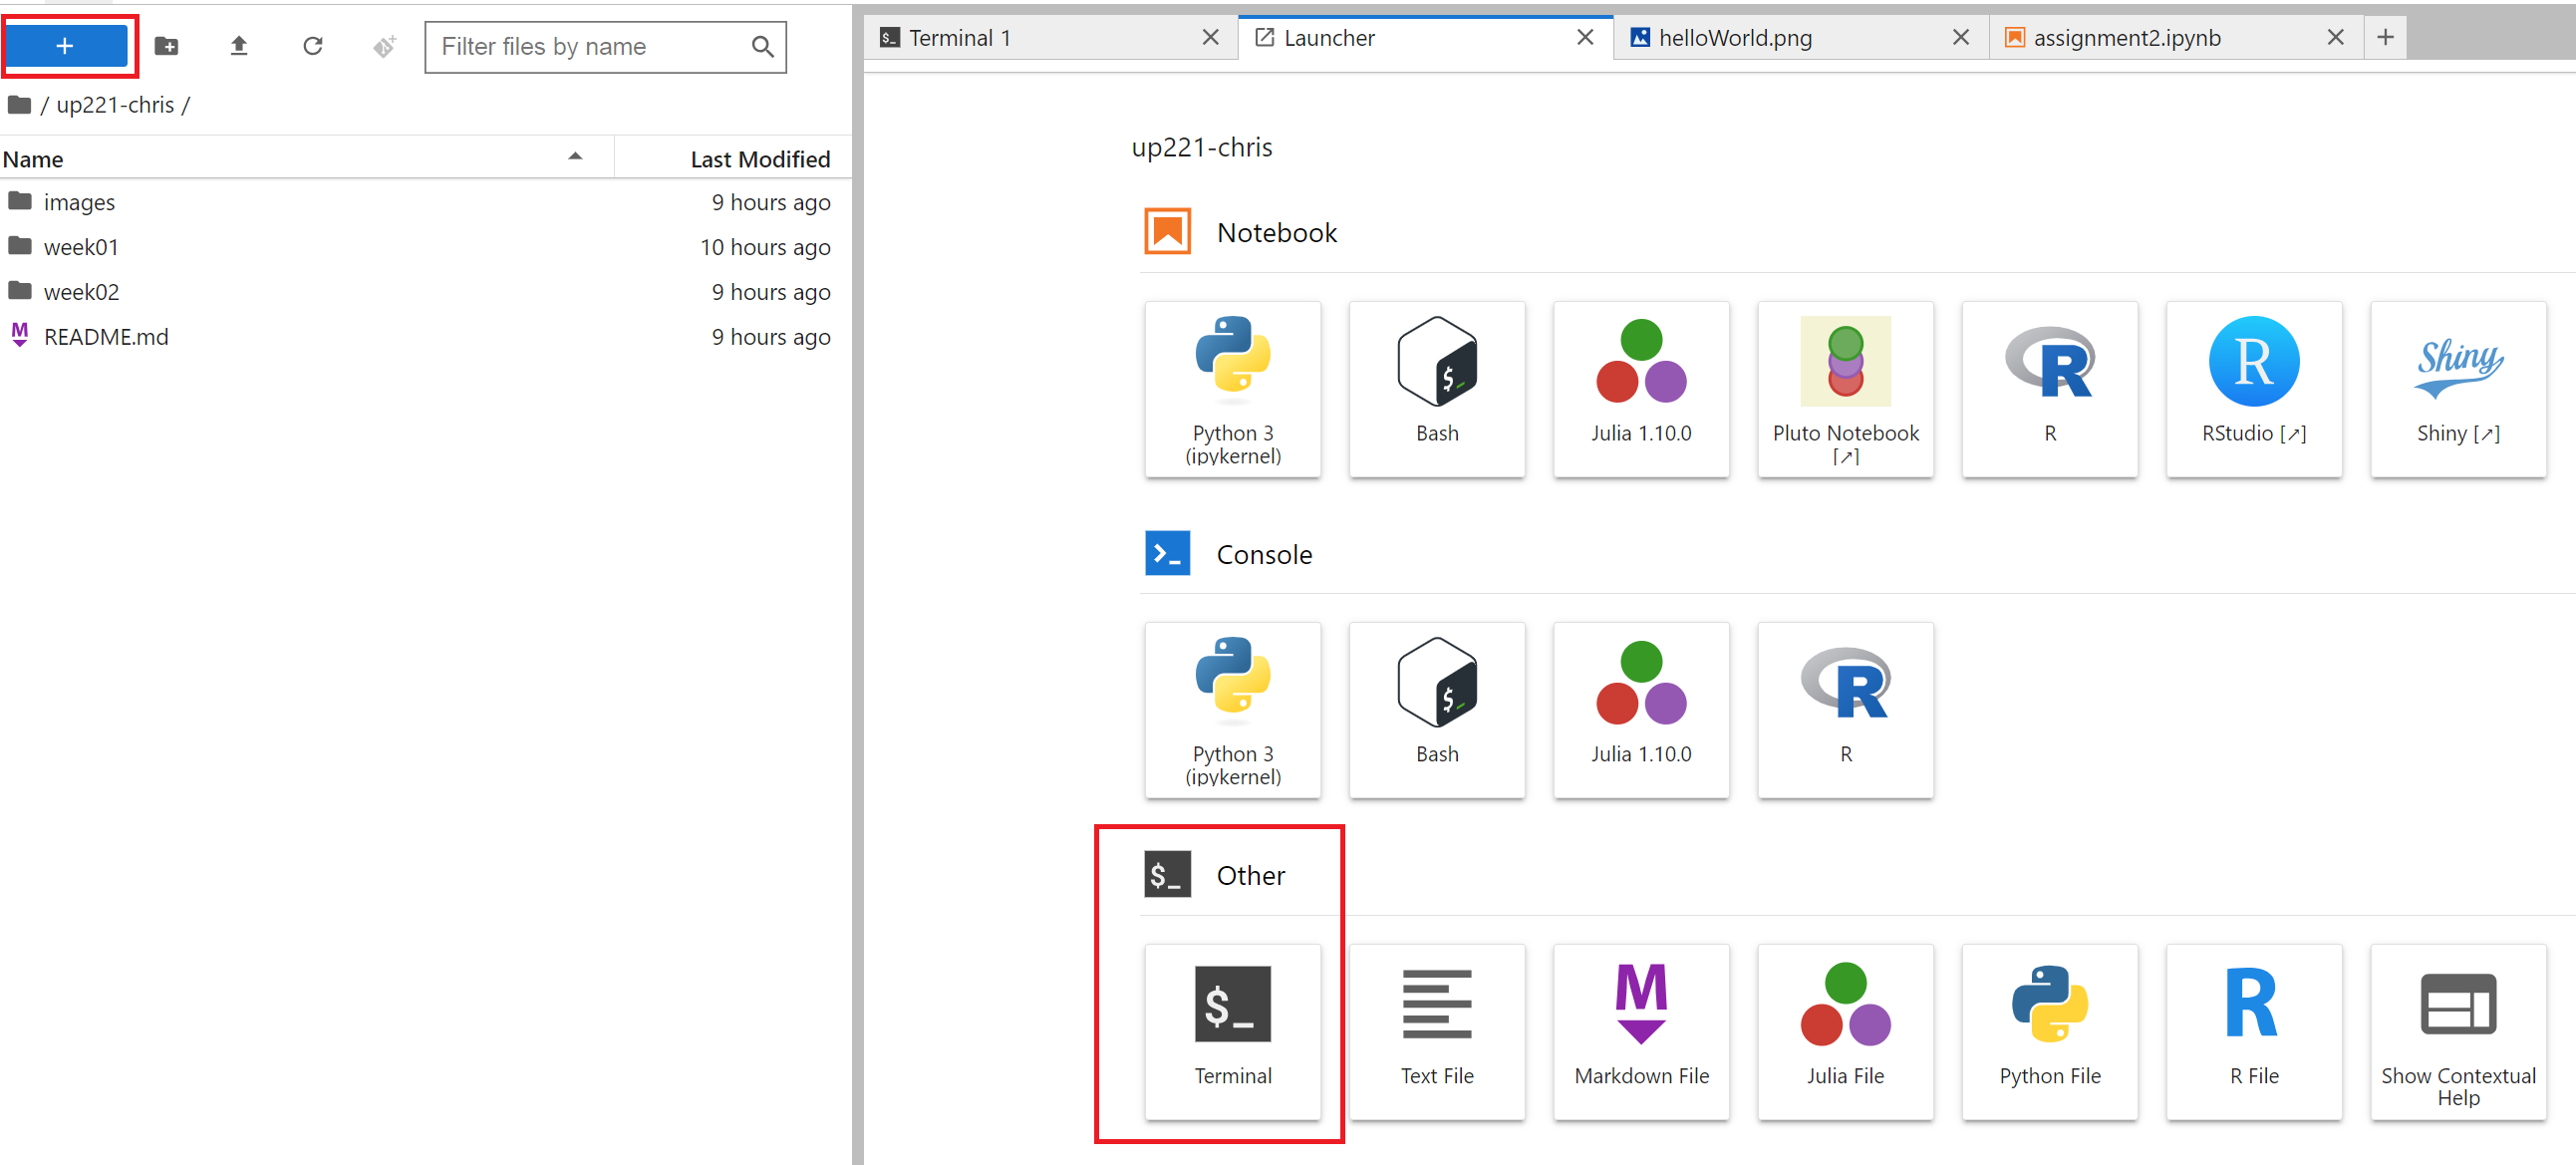 Filter files by name
/ up221-chris /
Name Last Modified
images 9 hours ago
week01 10 hours ago
week02 9 hours ago
README.md 9 hours ago
Terminal 1 Launcher helloWorld.png assignment2.ipynb
up221-chris
Notebook
Python 3 (ipykernel)
Bash
Julia 1.10.0
Pluto Notebook [↗]
R
RStudio [↗]
Shiny [↗]
Console
Python 3 (ipykernel)
Bash
Julia 1.10.0
R
$_ Other
Terminal
Text File
Markdown File
Julia File
Python File
R File
Show Contextual Help